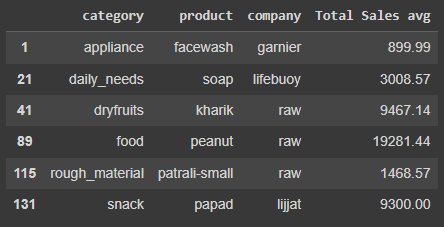 category product company Total Sales avg
1 appliance facewash garnier 899.99
21 daily_needs soap lifebuoy 3008.57
41 dryfruits kharik raw 9467.14
89 food peanut raw 19281.44
115 rough_material patrali-small raw 1468.57
131 snack papad lijjat 9300.00